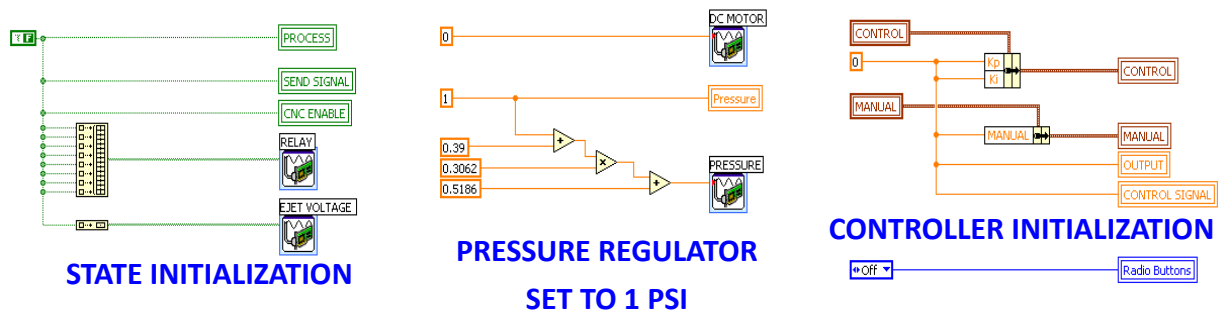 F
PROCESS
SEND SIGNAL
CNC ENABLE
RELAY
EJET VOLTAGE
STATE INITIALIZATION
0
DC MOTOR
1
Pressure
0.39
0.3062
0.5186
PRESSURE
PRESSURE REGULATOR
SET TO 1 PSI
CONTROL
0
Kp
Ki
CONTROL
MANUAL
MANUAL
MANUAL
OUTPUT
CONTROL SIGNAL
CONTROLLER INITIALIZATION
Off
Radio Buttons